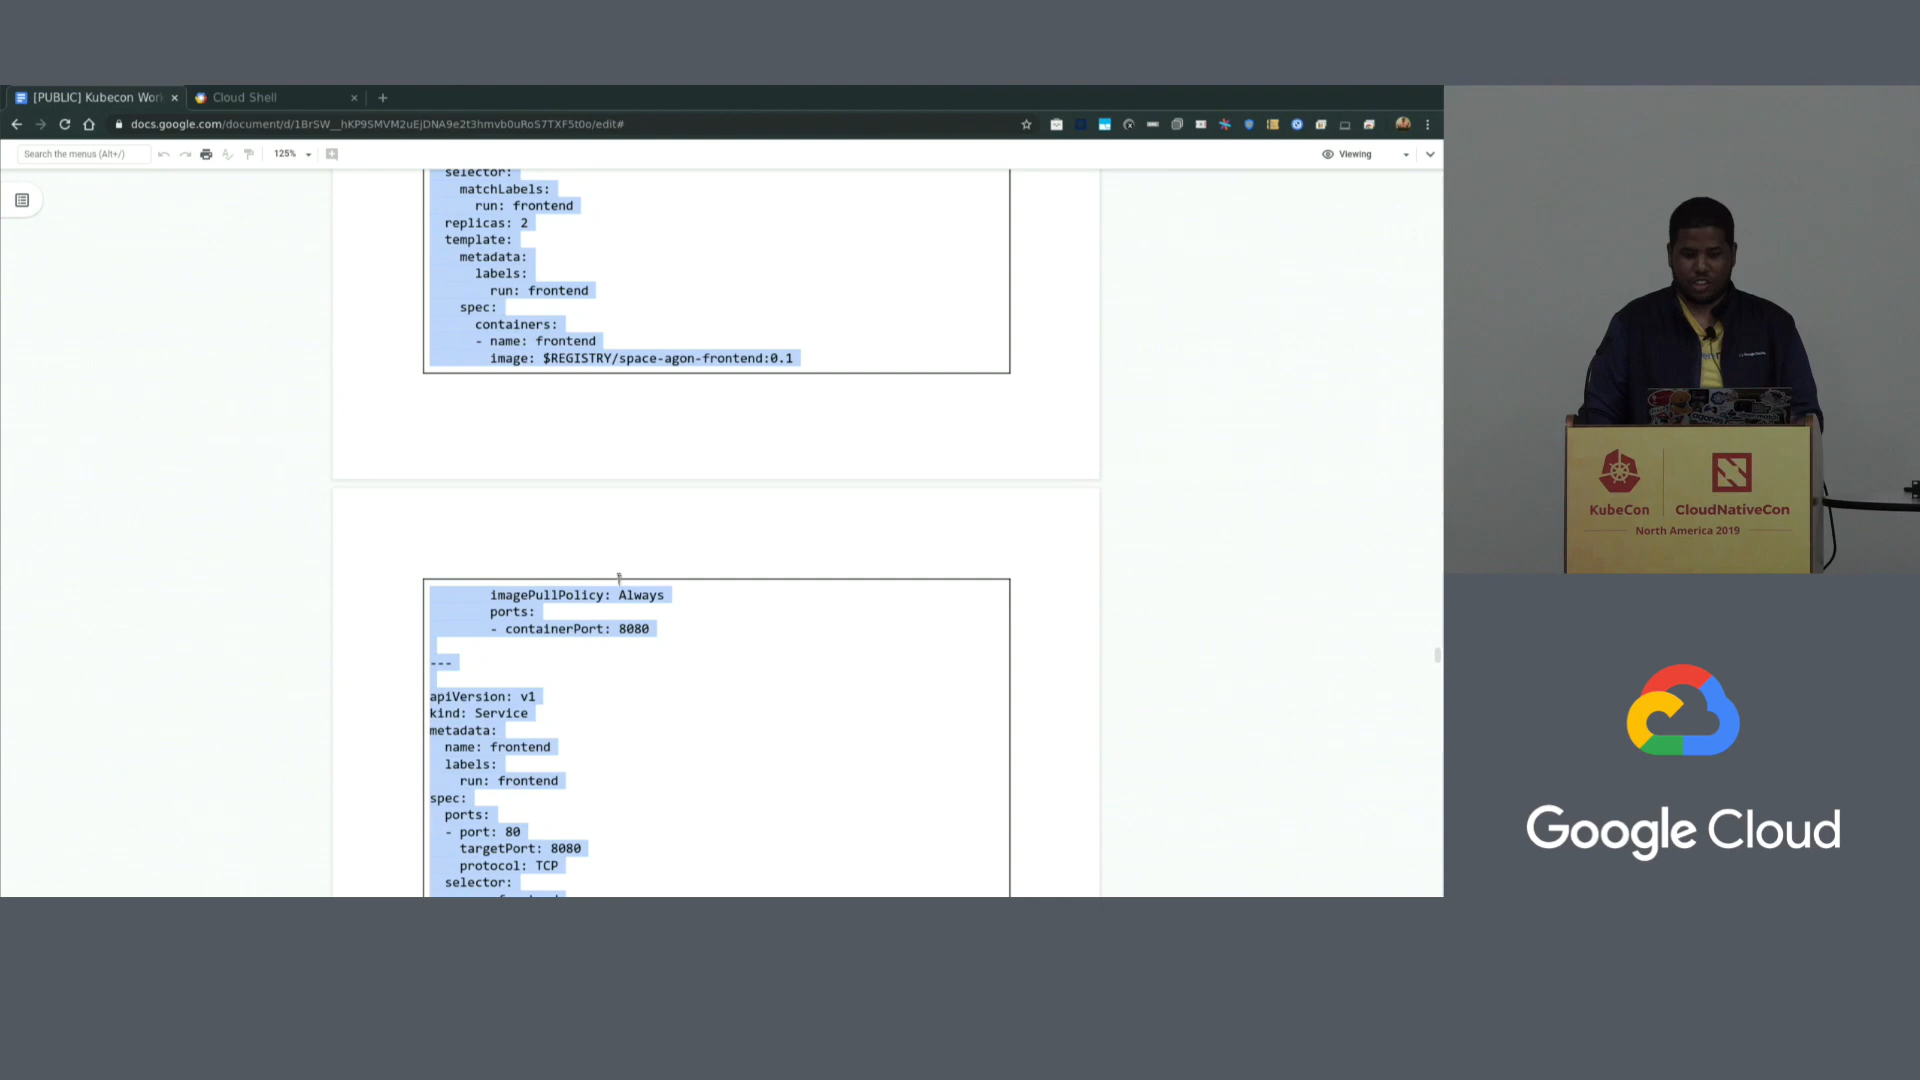 [PUBLIC] Kubecon Wor
Cloud Shell
docs.google.com/document/d/1BrSW__hKP9SMVM2uEjDNA9e2t3hmvb0uRoS7TXF5t0o/edit#
Search the menus (Alt+/)
125%
Viewing
selector:
matchLabels:
run: frontend
replicas: 2
template:
metadata:
labels:
run: frontend
spec:
containers:
- name: frontend
image: $REGISTRY/space-agon-frontend:0.1
imagePullPolicy: Always
ports:
- containerPort: 8080
---
apiVersion: v1
kind: Service
metadata:
name: frontend
labels:
run: frontend
spec:
ports:
- port: 80
targetPort: 8080
protocol: TCP
selector:
KubeCon
CloudNativeCon
North America 2019
Google Cloud